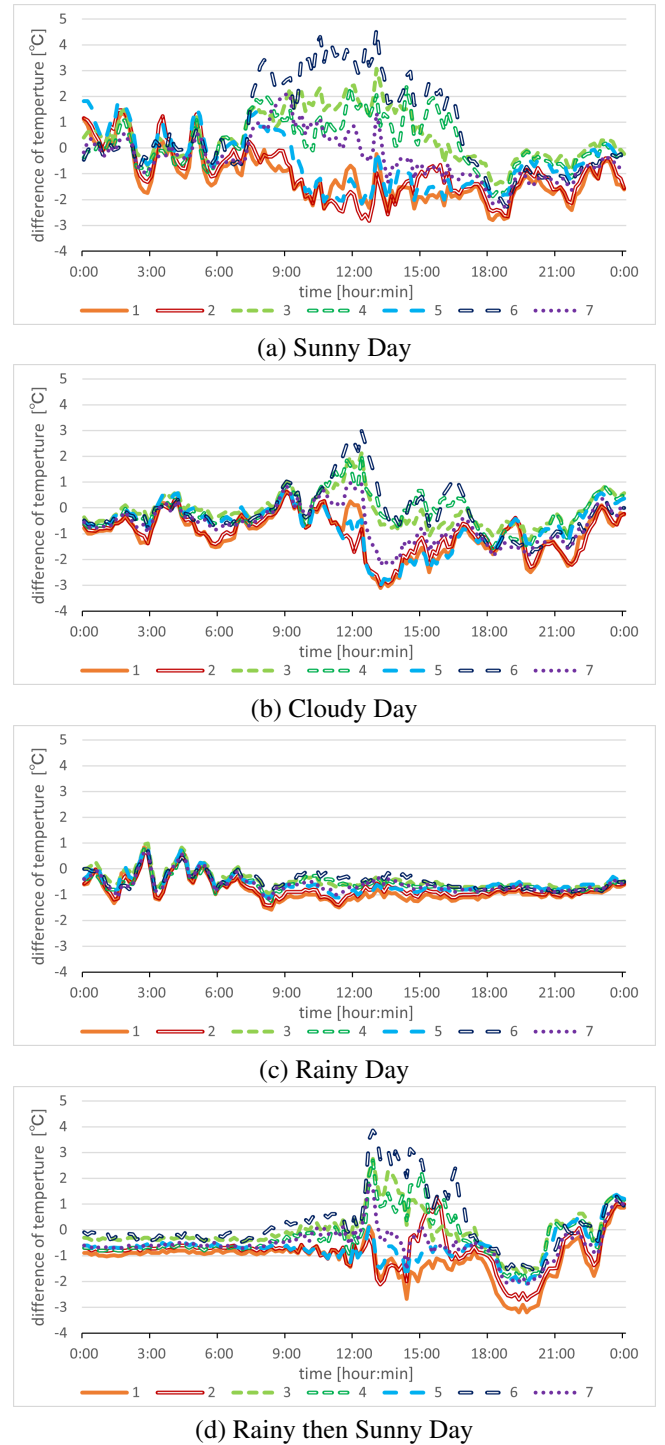 difference of temperture [℃]
5
4
3
2
1
0
-1
-2
-3
-4
0:00 3:00 6:00 9:00 12:00 15:00 18:00 21:00 0:00
time [hour:min]
1 2 3 4 5 6 7
(a) Sunny Day
difference of temperture [℃]
5
4
3
2
1
0
-1
-2
-3
-4
0:00 3:00 6:00 9:00 12:00 15:00 18:00 21:00 0:00
time [hour:min]
1 2 3 4 5 6 7
(b) Cloudy Day
difference of temperture [℃]
5
4
3
2
1
0
-1
-2
-3
-4
0:00 3:00 6:00 9:00 12:00 15:00 18:00 21:00 0:00
time [hour:min]
1 2 3 4 5 6 7
(c) Rainy Day
difference of temperture [℃]
5
4
3
2
1
0
-1
-2
-3
-4
0:00 3:00 6:00 9:00 12:00 15:00 18:00 21:00 0:00
time [hour:min]
1 2 3 4 5 6 7
(d) Rainy then Sunny Day